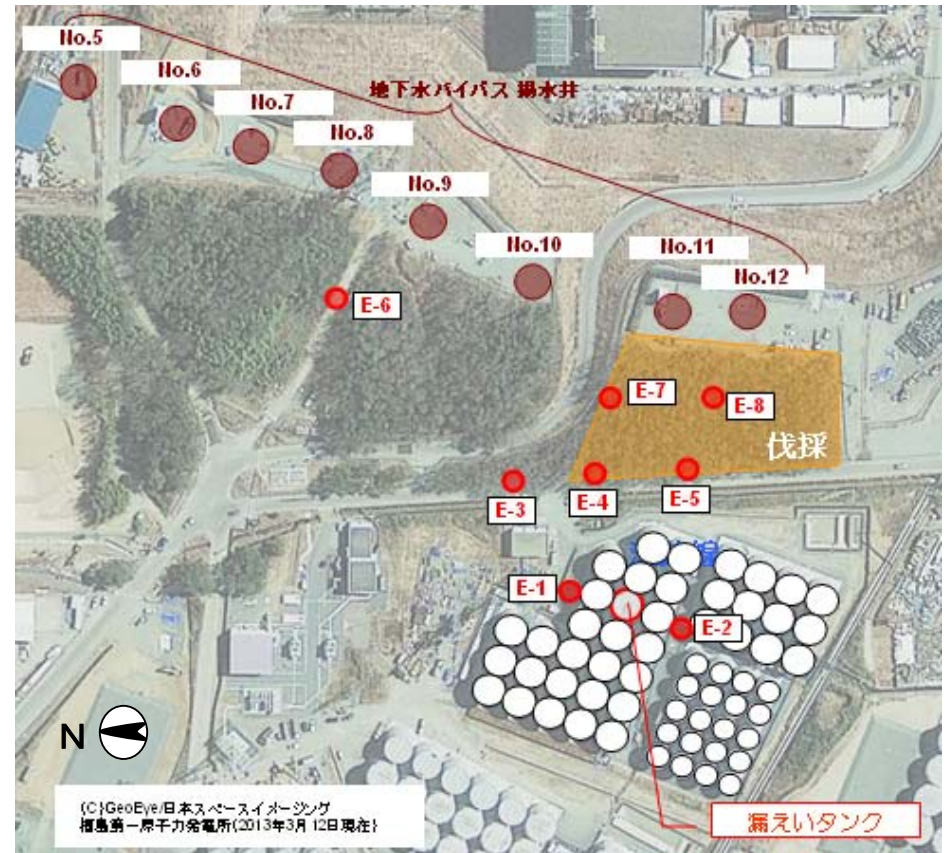 No.5
No.6
No.7
No.8
地下水バイパス 揚水井
No.9
No.10
No.11
No.12
E-6
E-7
E-8
伐採
E-3
E-4
E-5
E-1
E-2
N
(C)GeoEye/日本スペースイメージング
福島第一原子力発電所(2013年3月12日現在)
漏えいタンク